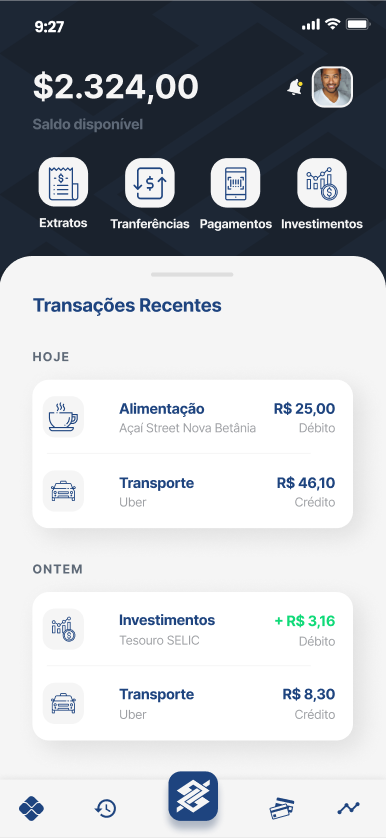 9:27
$2.324,00
Saldo disponível
Extratos
Tranferências
Pagamentos
Investimentos
Transações Recentes
HOJE
Alimentação R$ 25,00
Açaí Street Nova Betânia Débito
Transporte R$ 46,10
Uber Crédito
ONTEM
Investimentos + R$ 3,16
Tesouro SELIC Débito
Transporte R$ 8,30
Uber Crédito